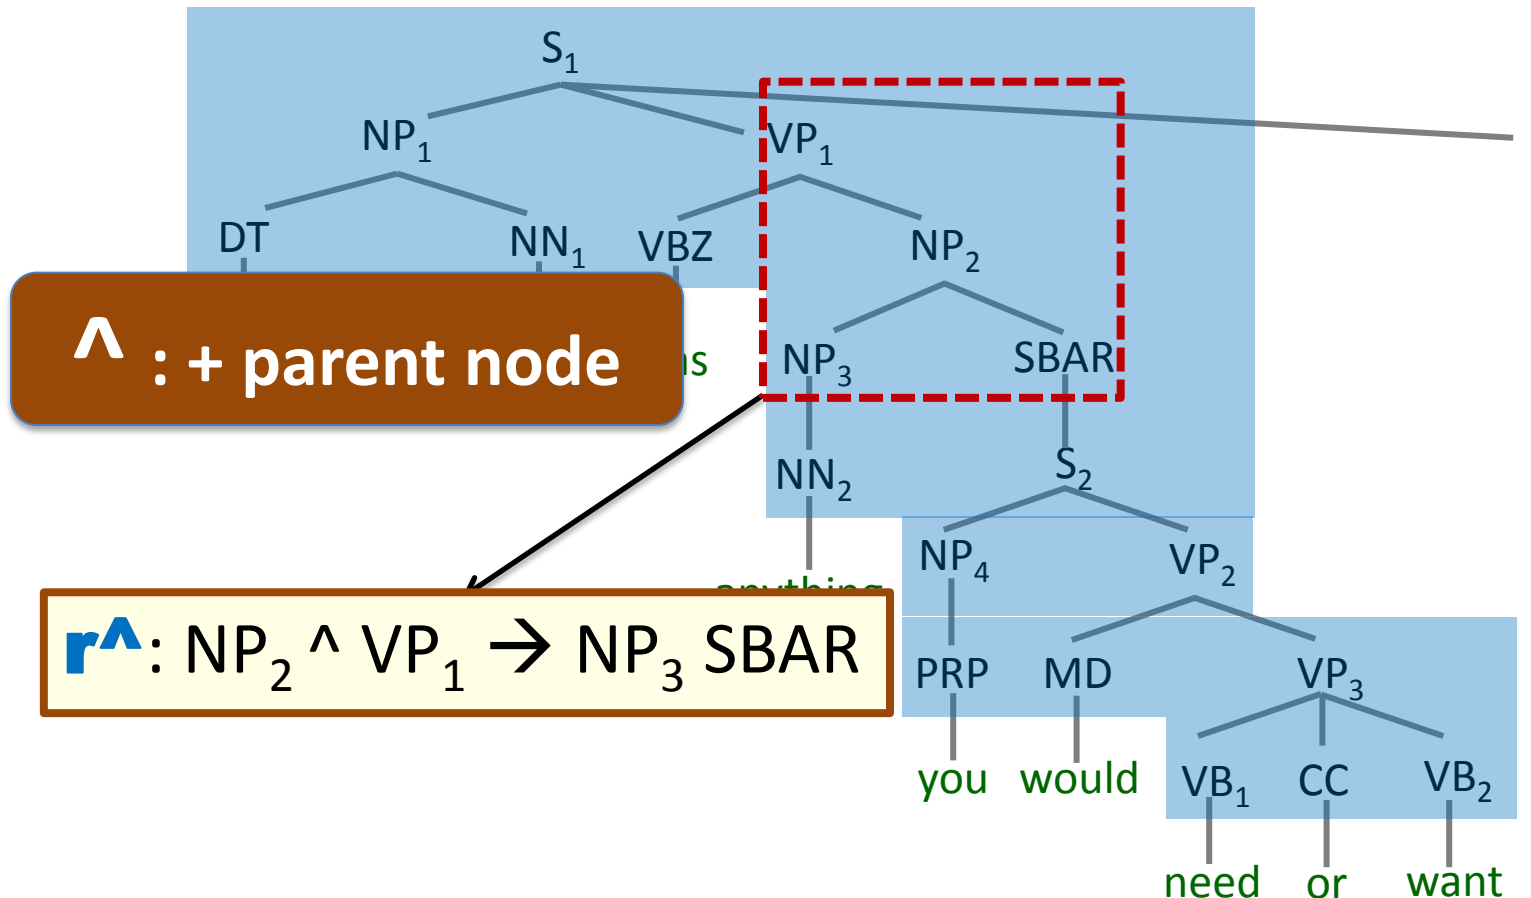 S₁
NP₁ VP₁
DT NN₁ VBZ NP₂
^ : + parent node
NP₃ SBAR
NN₂ S₂
NP₄ VP₂
anything
r^: NP₂ ^ VP₁ → NP₃ SBAR
PRP MD VP₃
you would VB₁ CC VB₂
need or want